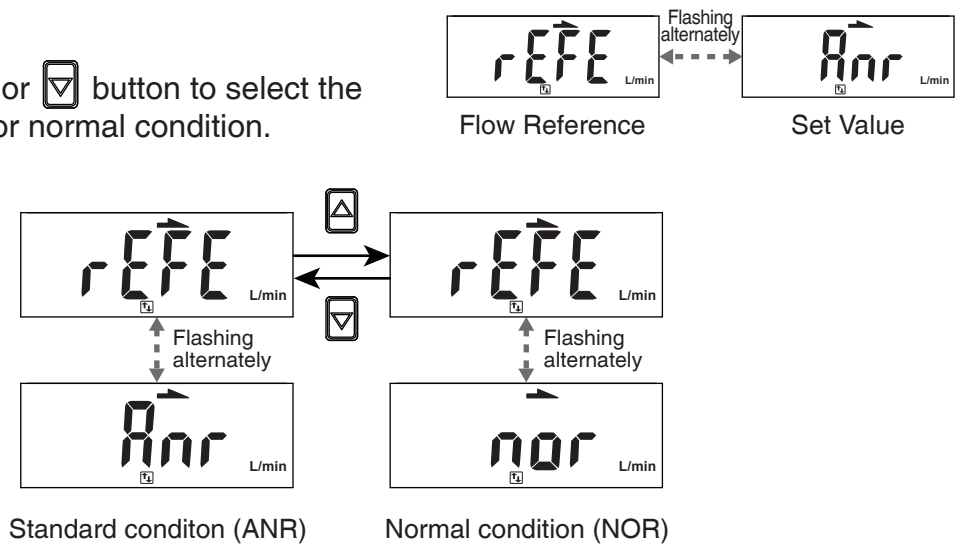 Flashing
alternately
rEFE L/min
Anr L/min
or button to select the
or normal condition.
Flow Reference
Set Value
rEFE L/min
rEFE L/min
Flashing
alternately
Flashing
alternately
Anr L/min
nor L/min
Standard conditon (ANR)
Normal condition (NOR)